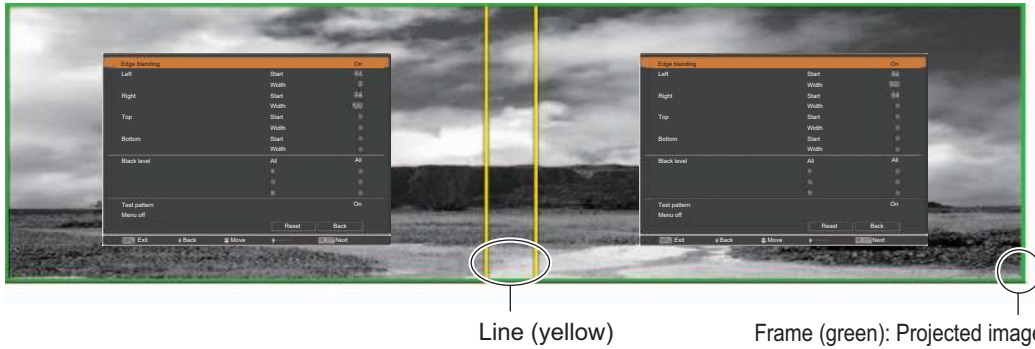 Edge blending On
Left Start
Width
Right Start
Width
Top Start
Width
Bottom Start
Width
Black level All All
Test pattern On
Menu off
Reset Back
Exit Back Move Next
Edge blending On
Left Start
Width
Right Start
Width
Top Start
Width
Bottom Start
Width
Black level All All
Test pattern On
Menu off
Reset Back
Exit Back Move Next
Line (yellow)
Frame (green): Projected image